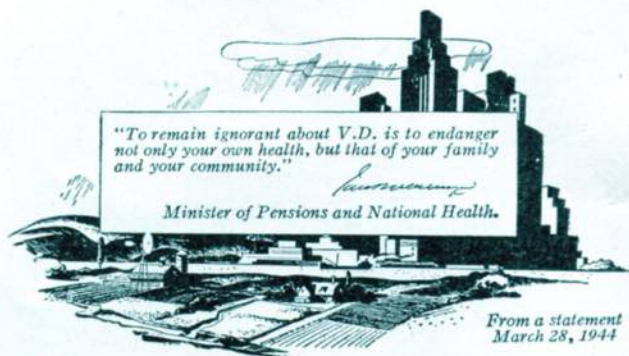 “To remain ignorant about V.D. is to endanger
not only your own health, but that of your family
and your community.”
Minister of Pensions and National Health.
From a statement
March 28, 1944